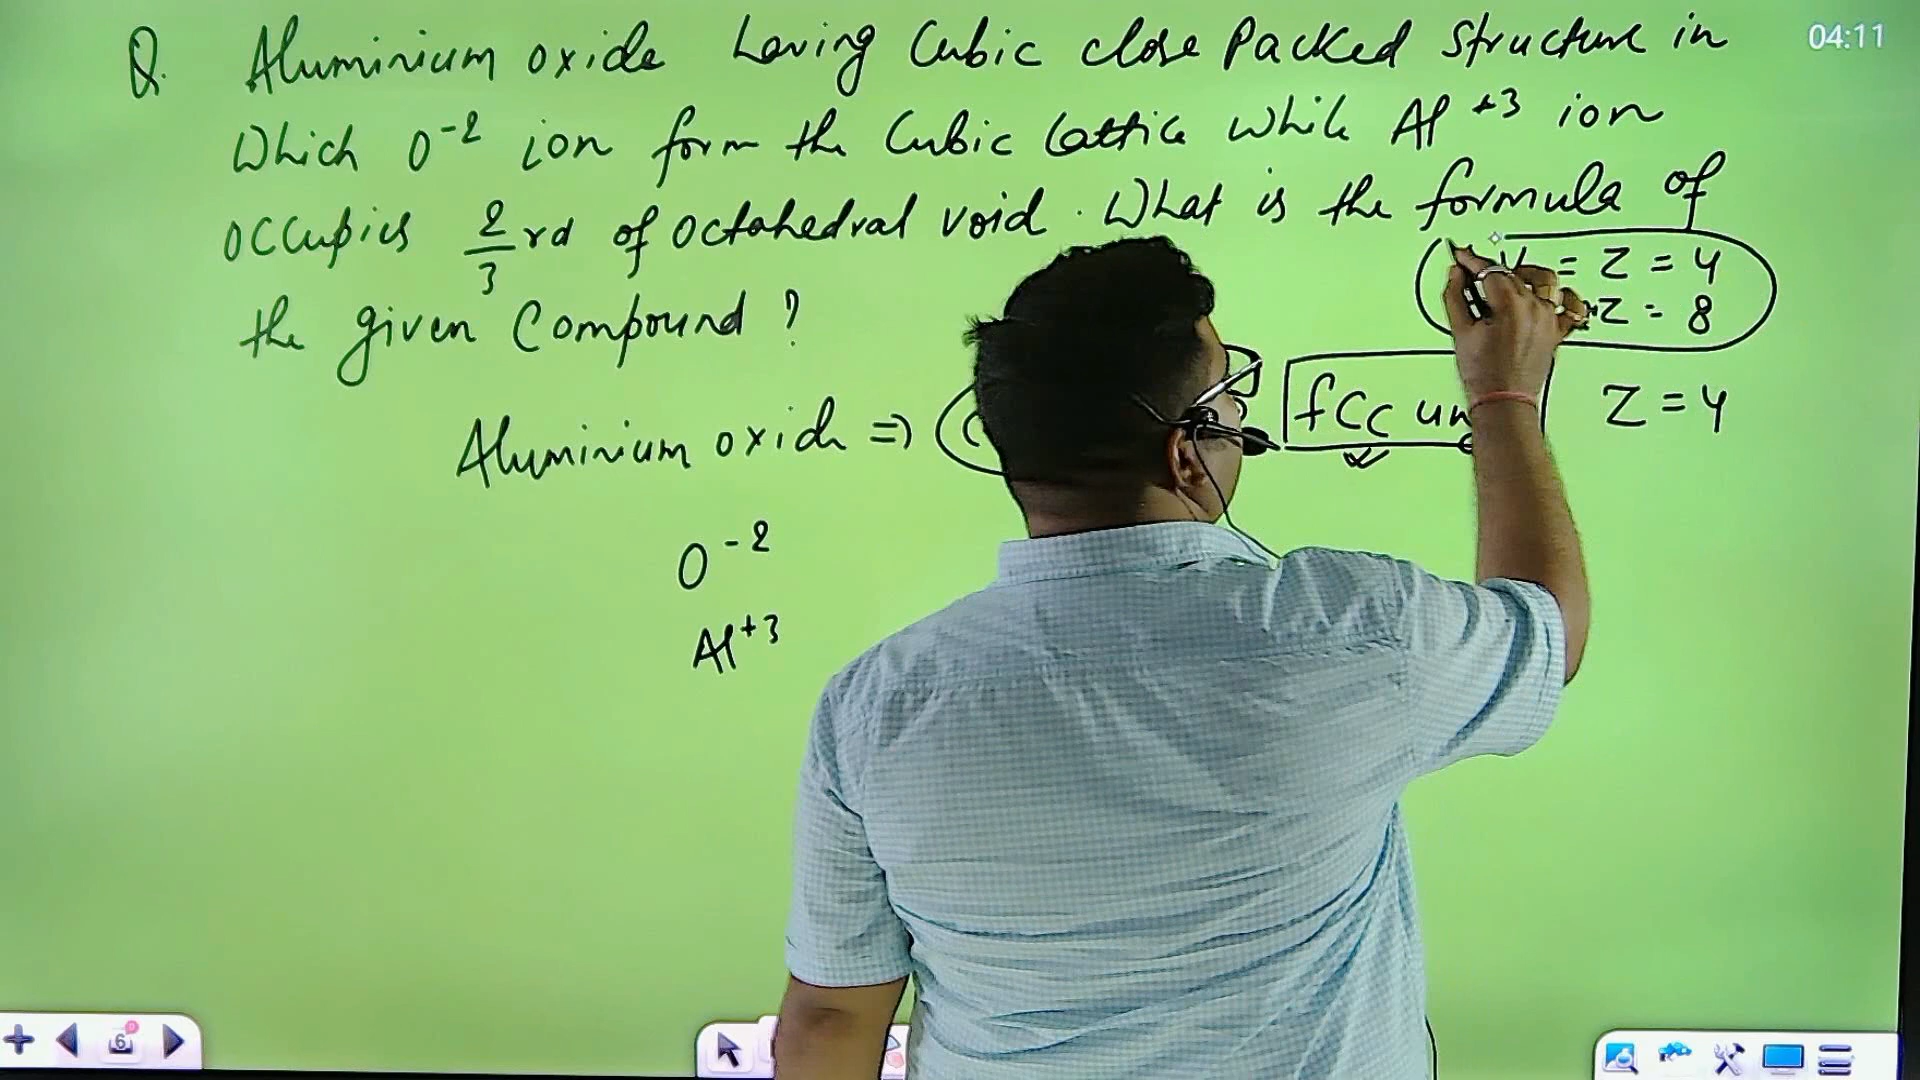 04:11
Q. Aluminium oxide having Cubic close Packed Structure in
Which O⁻² ion form the Cubic Lattice while Al⁺³ ion
occupies 2/3 rd of octahedral void. What is the formula of
the given Compound?
= Z = 4
Z = 8
Aluminium oxide ⇒ fcc Z = 4
O⁻²
Al⁺³
6